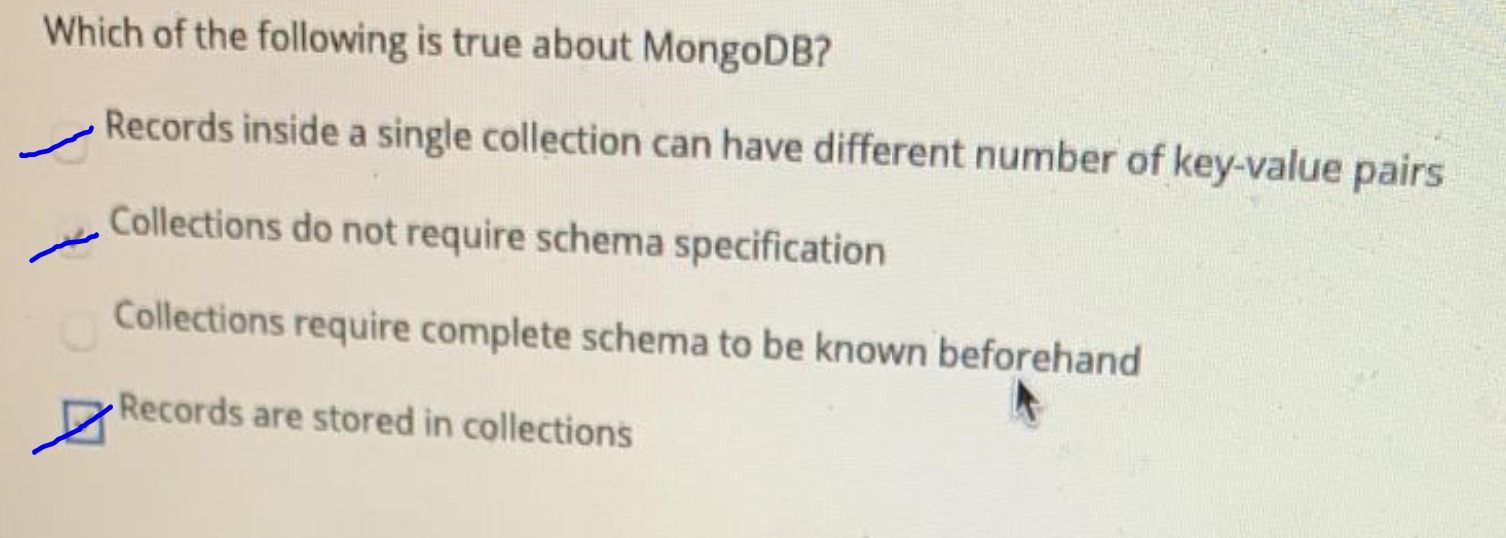 Which of the following is true about MongoDB?
Records inside a single collection can have different number of key-value pairs
Collections do not require schema specification
Collections require complete schema to be known beforehand
Records are stored in collections